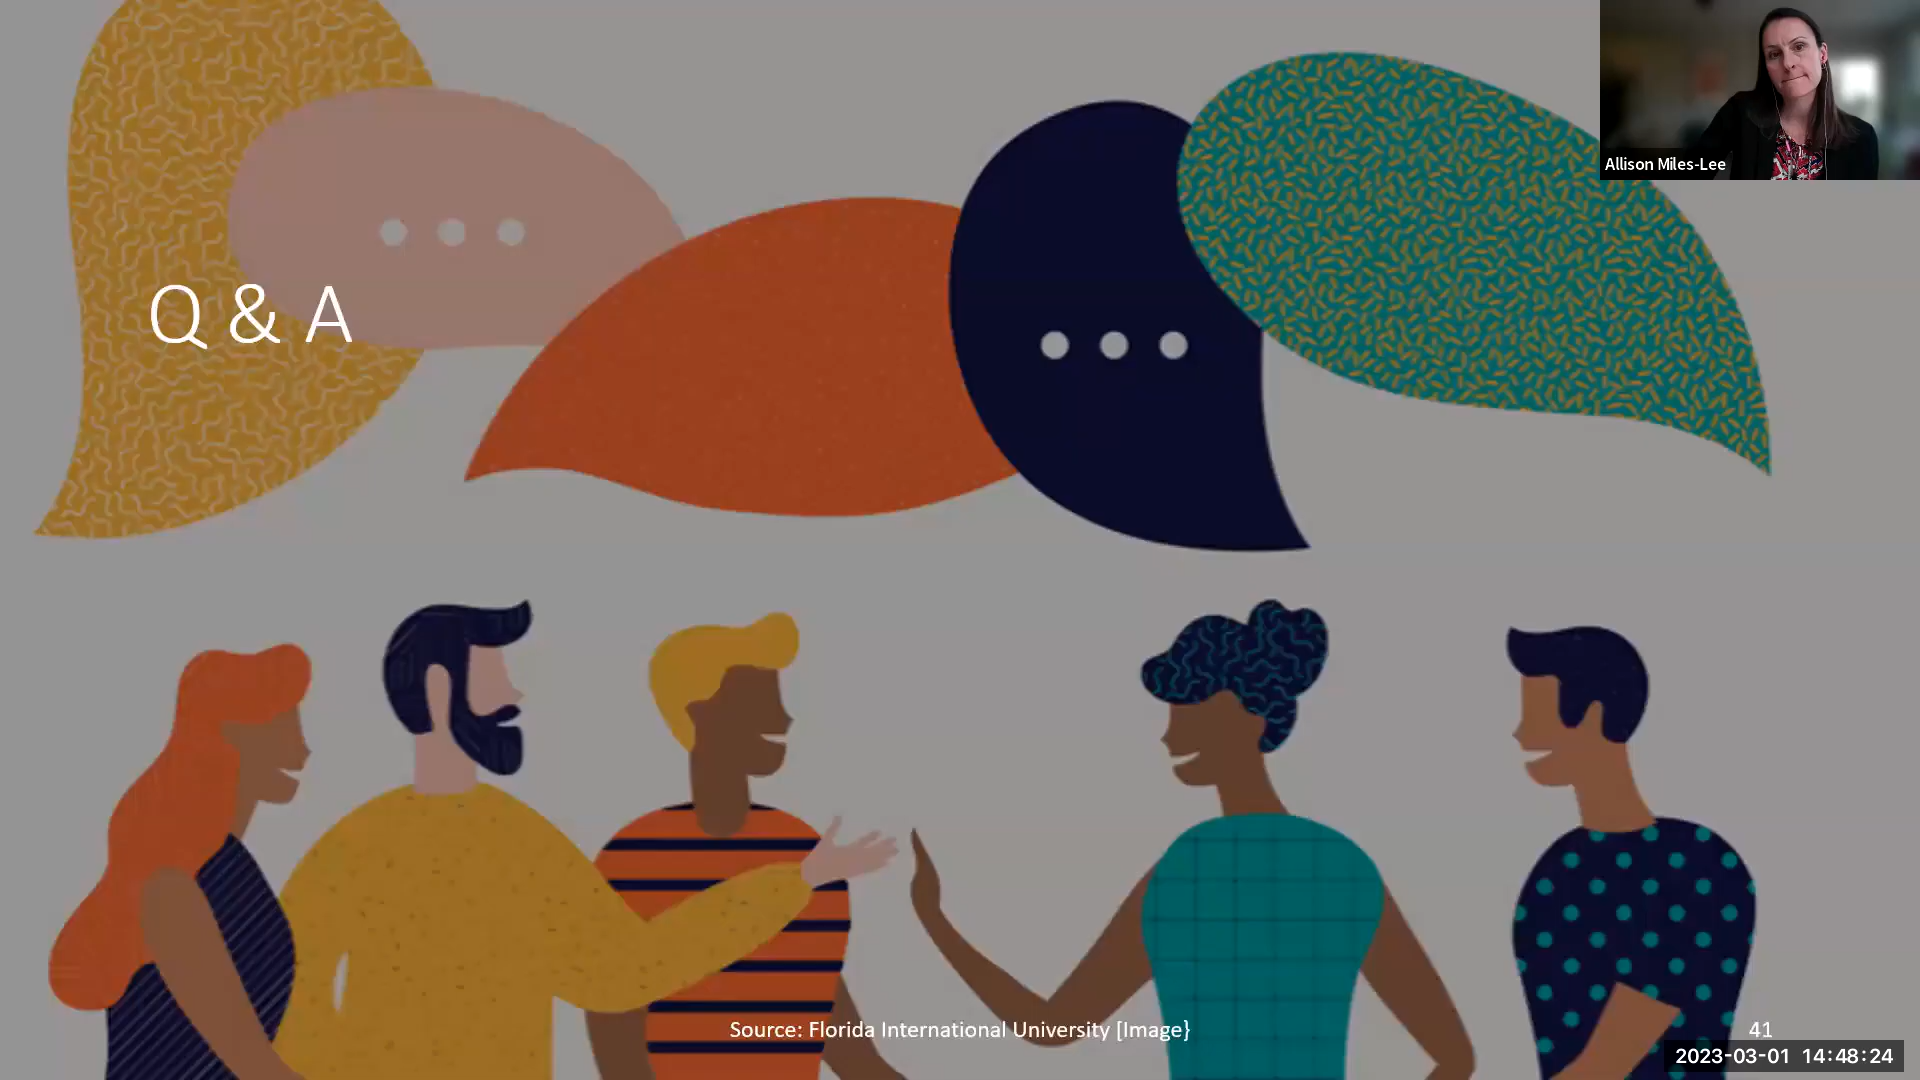 Allison Miles-Lee
Q & A
Source: Florida International University [Image}
41
2023-03-01 14:48:24